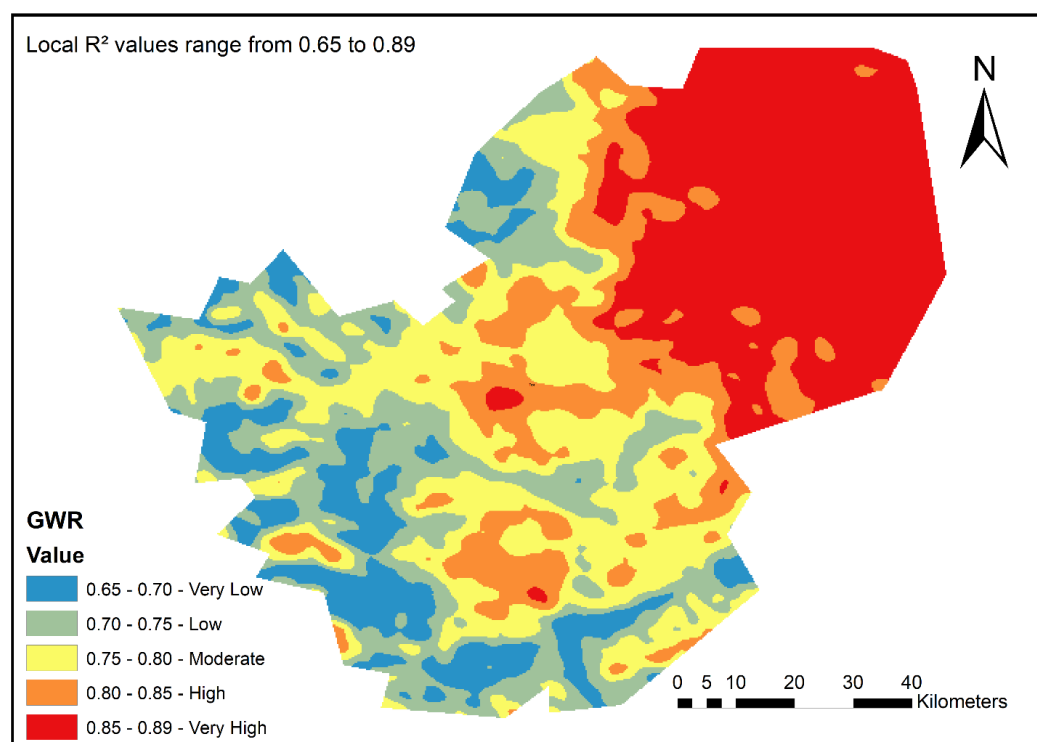 Local R² values range from 0.65 to 0.89
N
GWR
Value
0.65 - 0.70 - Very Low
0.70 - 0.75 - Low
0.75 - 0.80 - Moderate
0.80 - 0.85 - High
0.85 - 0.89 - Very High
0 5 10 20 30 40
Kilometers